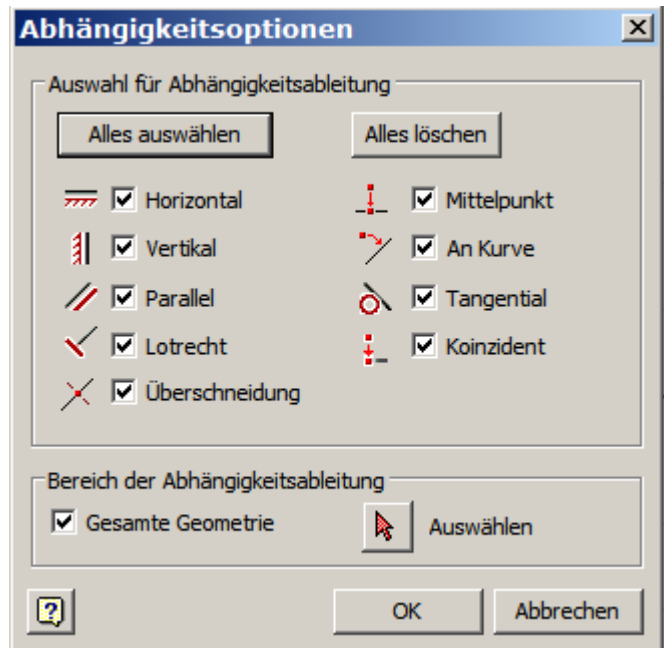 Abhängigkeitsoptionen
Auswahl für Abhängigkeitsableitung
Alles auswählen Alles löschen
Horizontal Mittelpunkt
Vertikal An Kurve
Parallel Tangential
Lotrecht Koinzident
Überschneidung
Bereich der Abhängigkeitsableitung
Gesamte Geometrie Auswählen
OK Abbrechen